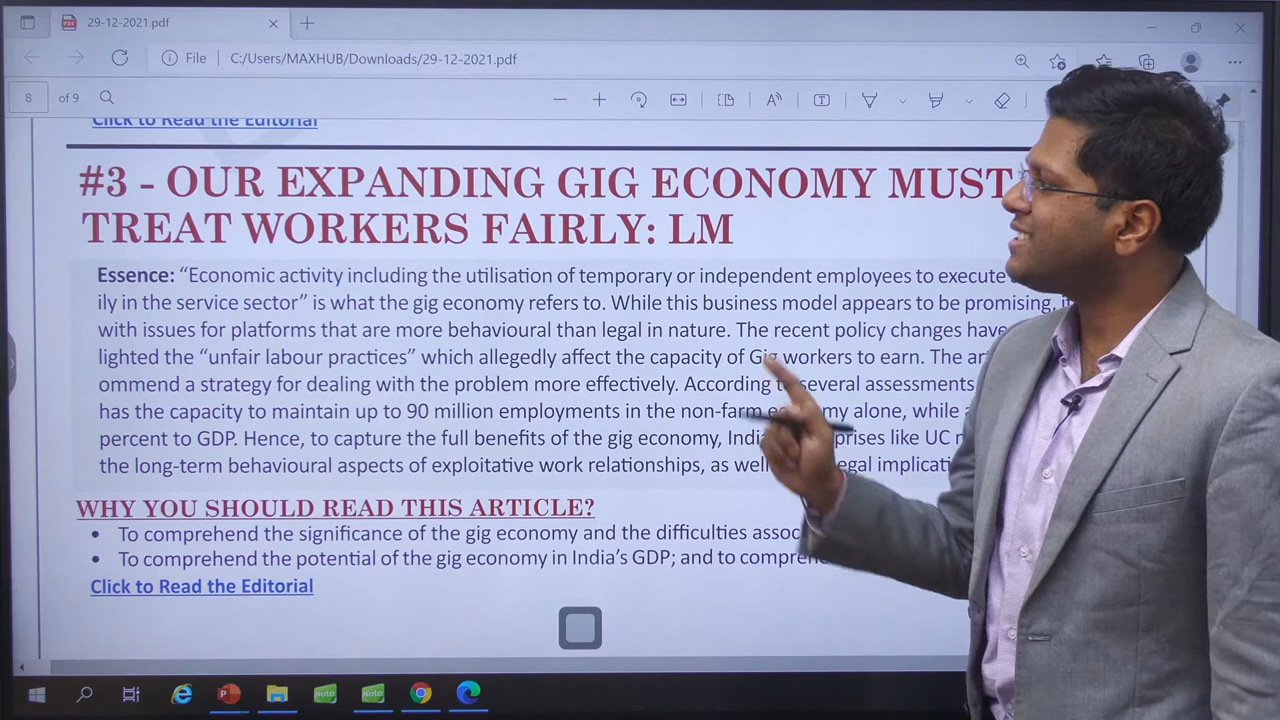 29-12-2021.pdf
File
C:/Users/MAXHUB/Downloads/29-12-2021.pdf
8 of 9
Click to Read the Editorial
#3 - OUR EXPANDING GIG ECONOMY MUST
TREAT WORKERS FAIRLY: LM
Essence: “Economic activity including the utilisation of temporary or independent employees to execute
ily in the service sector” is what the gig economy refers to. While this business model appears to be promising,
with issues for platforms that are more behavioural than legal in nature. The recent policy changes have
lighted the “unfair labour practices” which allegedly affect the capacity of Gig workers to earn. The
ommend a strategy for dealing with the problem more effectively. According several assessments
has the capacity to maintain up to 90 million employments in the non-farm economy alone, while
percent to GDP. Hence, to capture the full benefits of the gig economy, like UC
the long-term behavioural aspects of exploitative work relationships, as well
WHY YOU SHOULD READ THIS ARTICLE?
• To comprehend the significance of the gig economy and the difficulties
• To comprehend the potential of the gig economy in India’s GDP; and to
Click to Read the Editorial
Note
Note